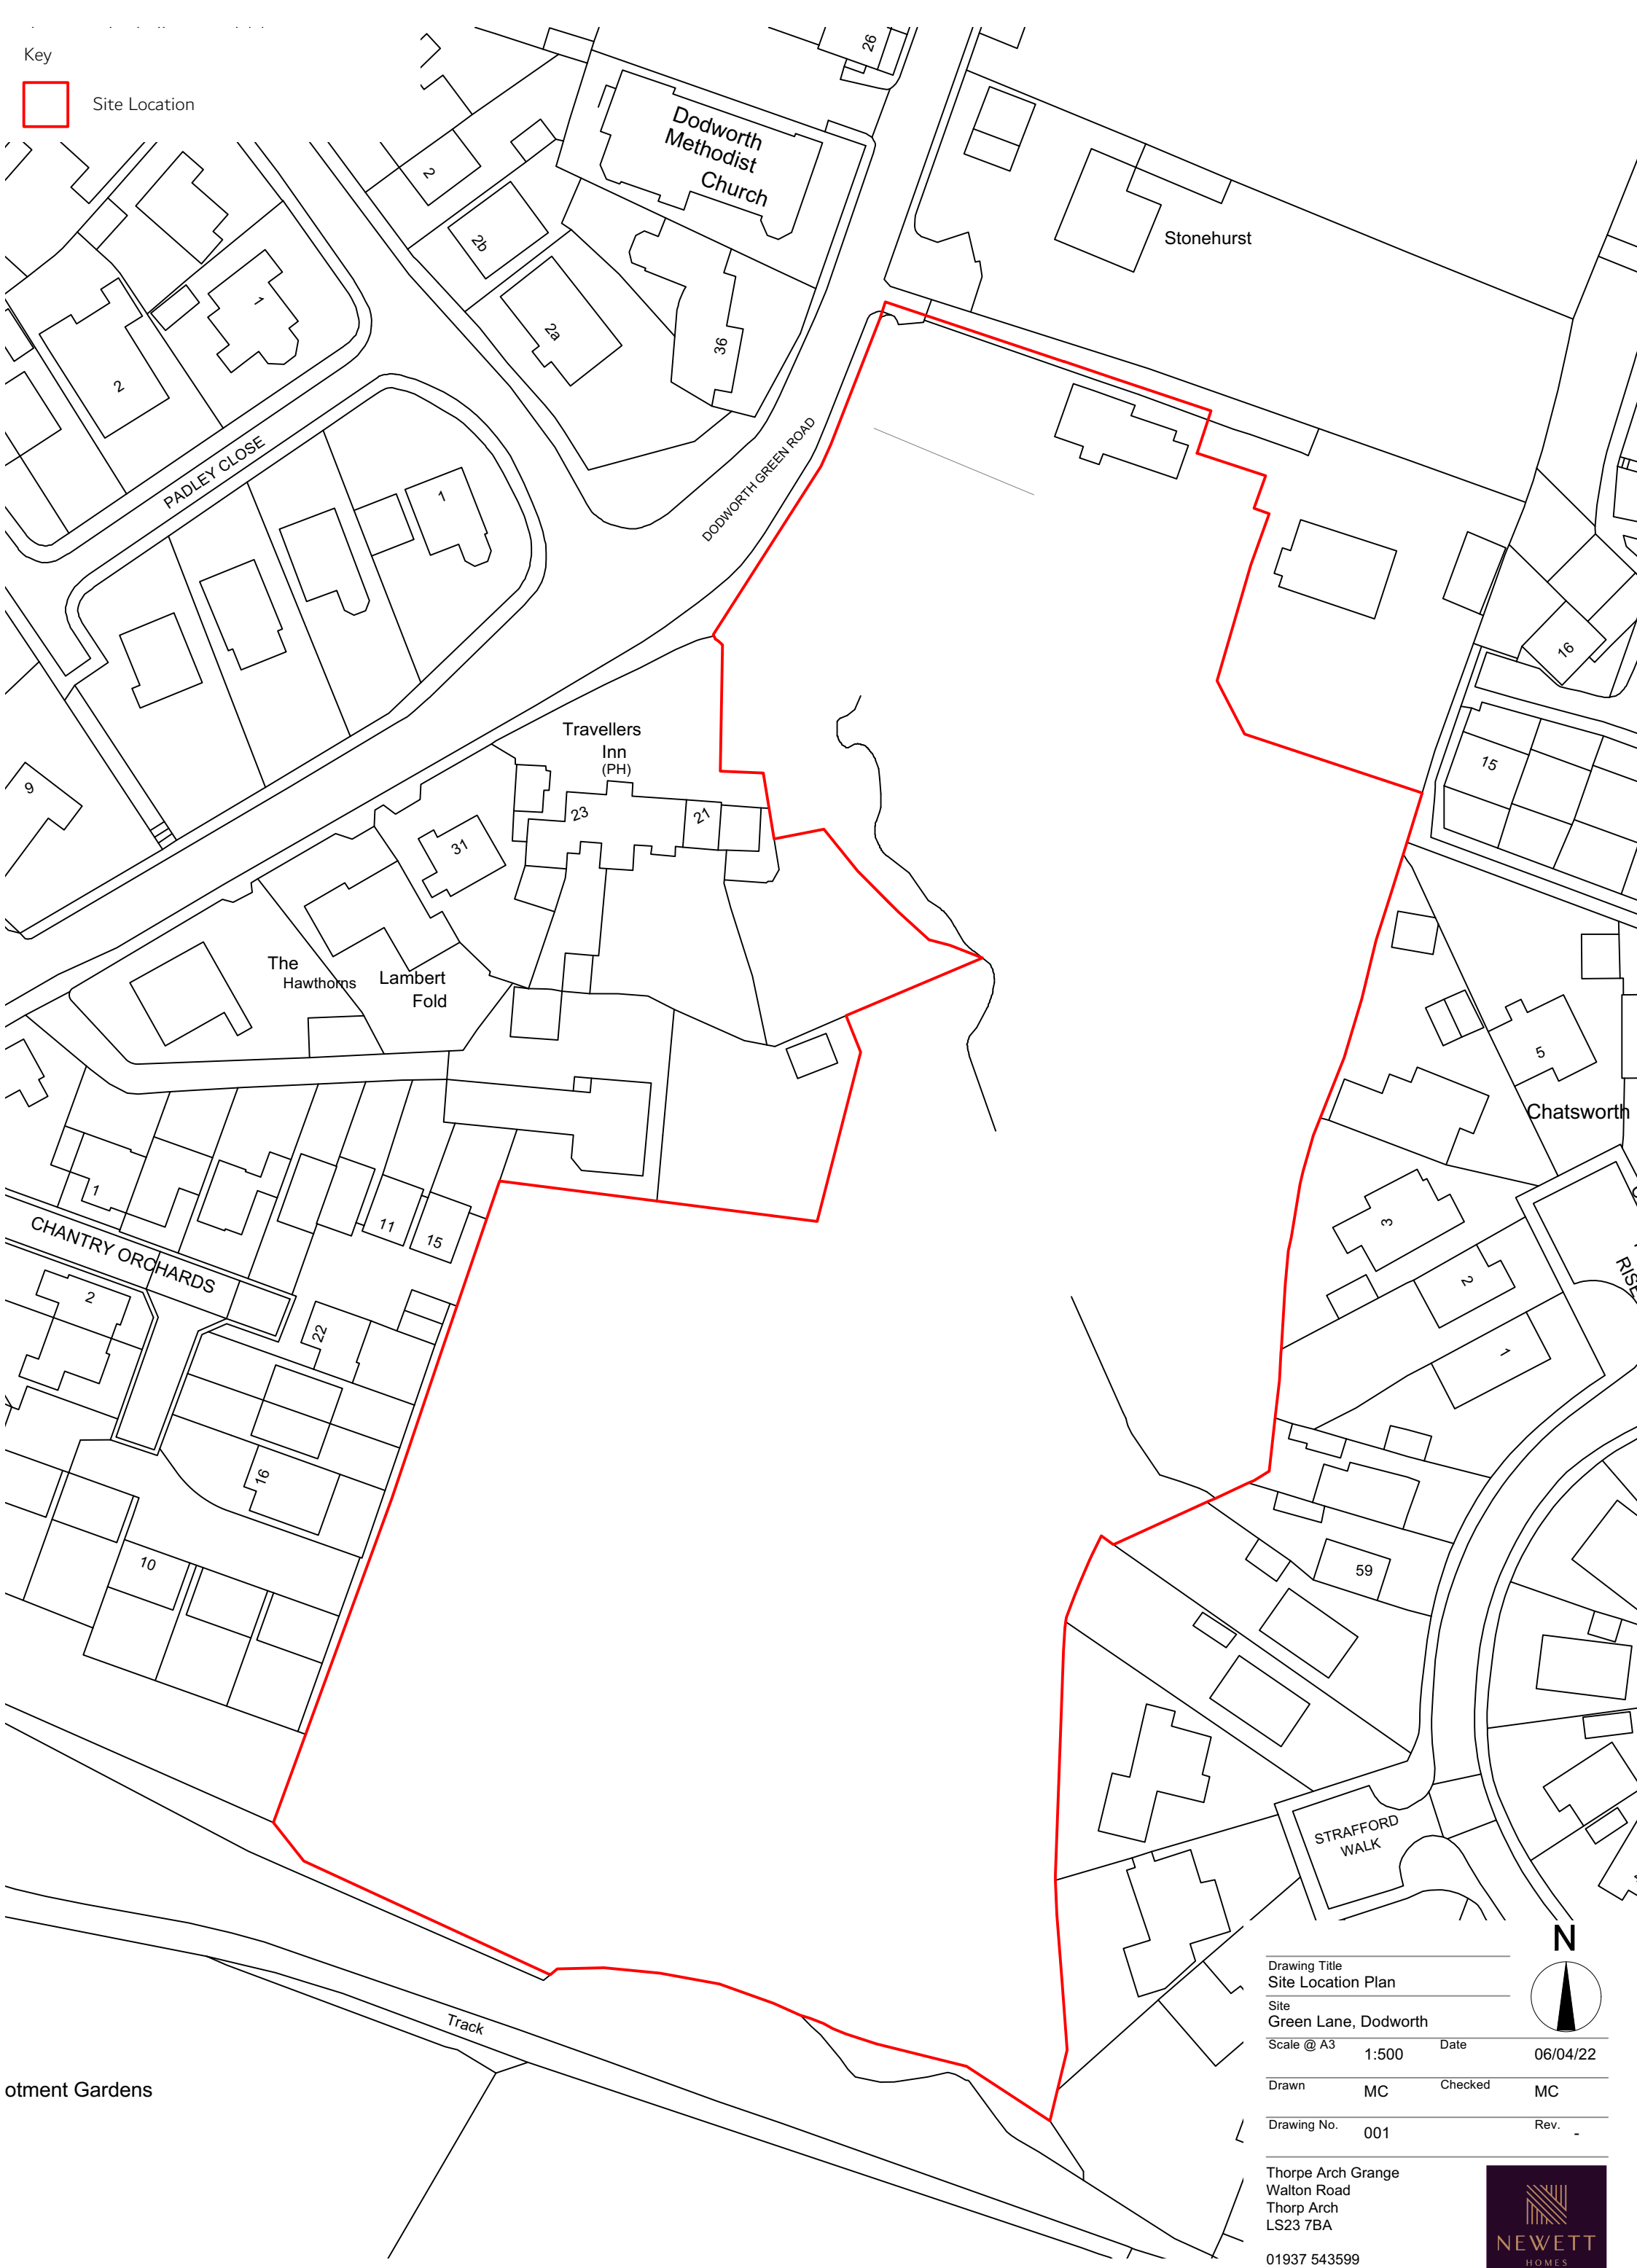 Key
Site Location
26
Dodworth
Methodist
Church
Stonehurst
2
2b
2a
36
1
2
PADLEY CLOSE
1
DODWORTH GREEN ROAD
16
15
9
Travellers
Inn
(PH)
23
21
31
The
Hawthorns
Lambert
Fold
5
Chatsworth
1
11
15
CHANTRY ORCHARDS
2
22
16
10
3
2
1
RISE
59
STRAFFORD
WALK
Track
otment Gardens
N
Drawing Title
Site Location Plan
Site
Green Lane, Dodworth
Scale @ A3 1:500 Date 06/04/22
Drawn MC Checked MC
Drawing No. 001 Rev. -
Thorpe Arch Grange
Walton Road
Thorp Arch
LS23 7BA
01937 543599
NEWETT
HOMES